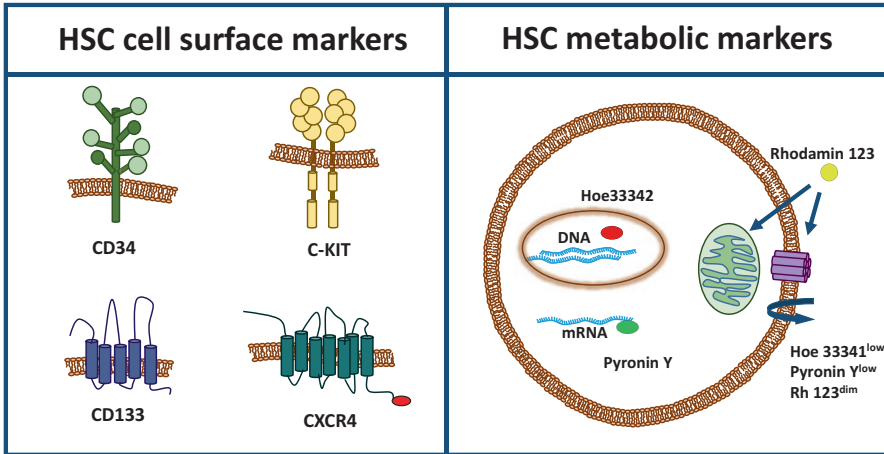 HSC cell surface markers
CD34
C-KIT
CD133
CXCR4
HSC metabolic markers
Rhodamin 123
Hoe33342
DNA
mRNA
Pyronin Y
Hoe 33341low
Pyronin Ylow
Rh 123dim